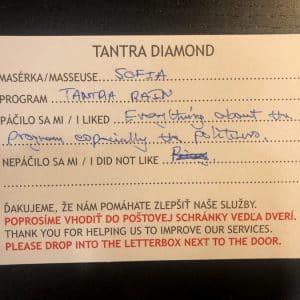 TANTRA DIAMOND
MASÉRKA/MASSEUSE SOFIA
PROGRAM TANTRA RAIN
PÁČILO SA MI / I LIKED Everything about the
program especially the
NEPÁČILO SA MI / I DID NOT LIKE
ĎAKUJEME, ŽE NÁM POMÁHATE ZLEPŠIŤ NAŠE SLUŽBY.
POPROSÍME VHODIŤ DO POŠTOVEJ SCHRÁNKY VEDĽA DVERÍ.
THANK YOU FOR HELPING US TO IMPROVE OUR SERVICES.
PLEASE DROP INTO THE LETTERBOX NEXT TO THE DOOR.